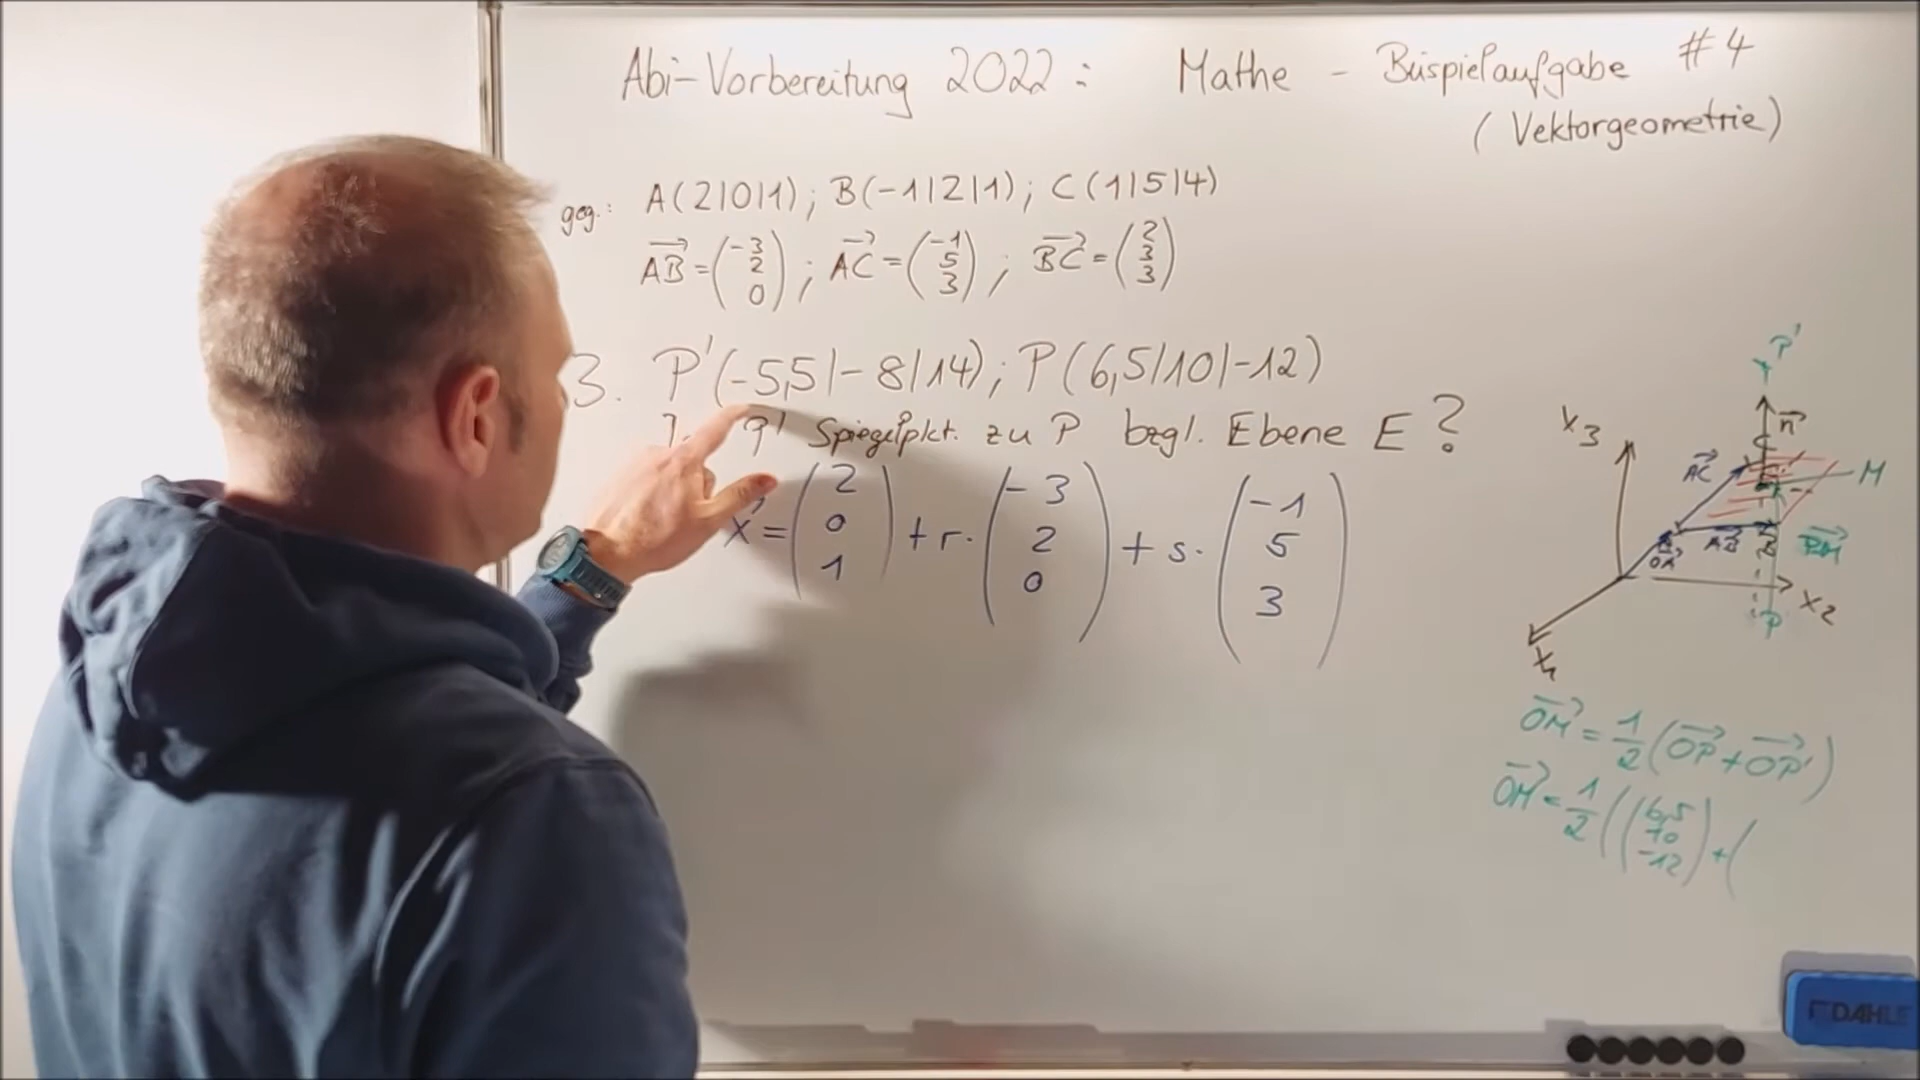 Abi-Vorbereitung 2022: Mathe - Beispielaufgabe #4
(Vektorgeometrie)
geg.: A(2|0|1); B(-1|2|1); C(1|5|4)
AB⃗ = (-3 2 0); AC⃗ = (-1 5 3); BC⃗ = (2 3 3)
3. P'(-5,5|-8|14); P(6,5|10|-12)
P' Spiegelpkt. zu P bzgl. Ebene E?
x⃗ = (2 0 1) + r·(-3 2 0) + s·(-1 5 3)
P'
n⃗
C
x3
AC⃗
M
AB⃗
B
OA⃗
x2
P
x1
OM⃗ = 1/2 (OP⃗ + OP'⃗)
OM⃗ = 1/2 ((6,5 10 -12) + (
DAHLE